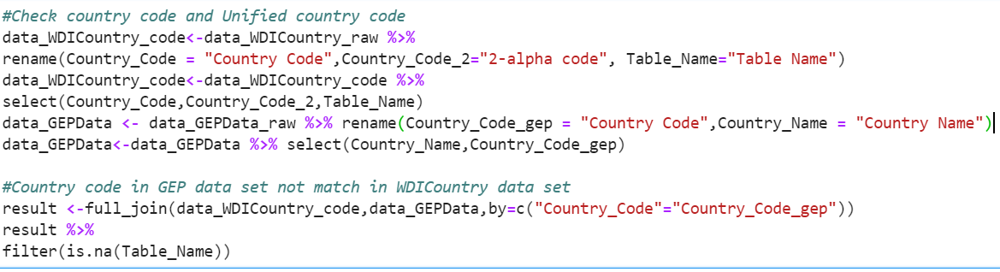 #Check country code and Unified country code
data_WDICountry_code<-data_WDICountry_raw %>%
rename(Country_Code = "Country Code",Country_Code_2="2-alpha code", Table_Name="Table Name")
data_WDICountry_code<-data_WDICountry_code %>%
select(Country_Code,Country_Code_2,Table_Name)
data_GEPData <- data_GEPData_raw %>% rename(Country_Code_gep = "Country Code",Country_Name = "Country Name")
data_GEPData<-data_GEPData %>% select(Country_Name,Country_Code_gep)
#Country code in GEP data set not match in WDICountry data set
result <-full_join(data_WDICountry_code,data_GEPData,by=c("Country_Code"="Country_Code_gep"))
result %>%
filter(is.na(Table_Name))